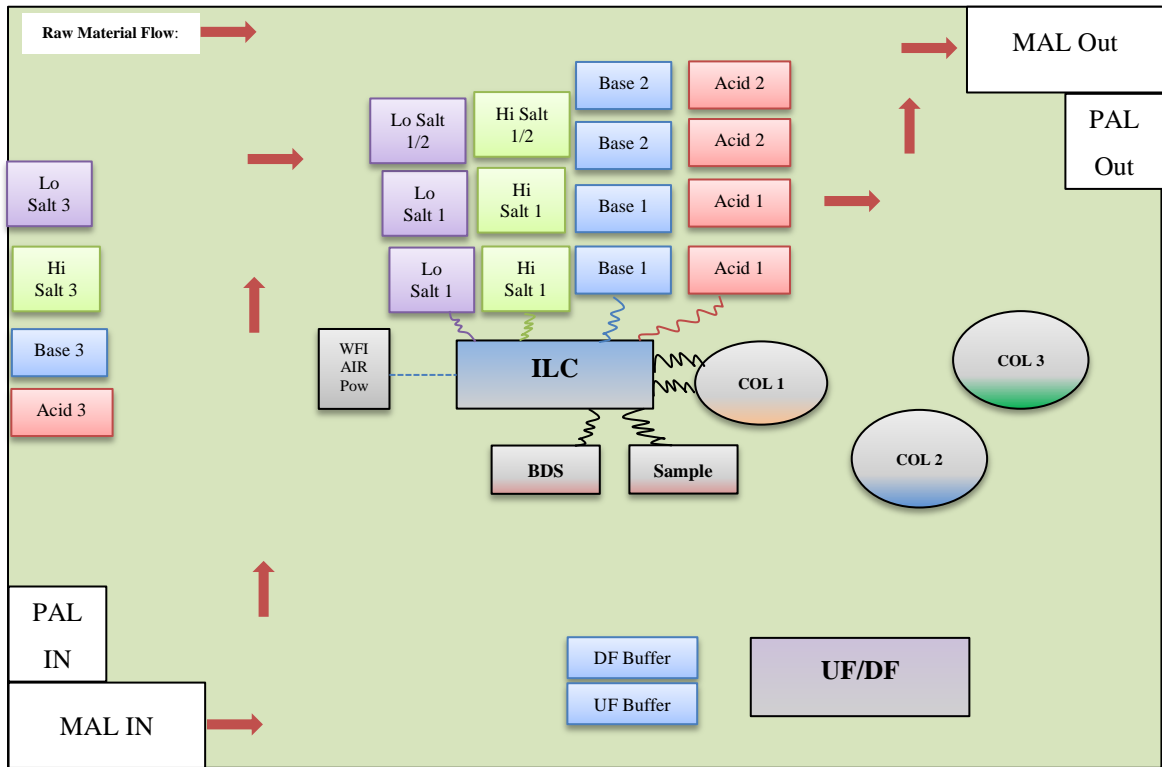 Raw Material Flow:
MAL Out
PAL
Out
Base 2
Acid 2
Lo Salt
1/2
Hi Salt
1/2
Base 2
Acid 2
Lo
Salt 3
Lo
Salt 1
Hi
Salt 1
Base 1
Acid 1
Hi
Salt 3
Lo
Salt 1
Hi
Salt 1
Base 1
Acid 1
Base 3
WFI
AIR
Pow
ILC
COL 1
COL 3
Acid 3
BDS
Sample
COL 2
PAL
IN
DF Buffer
UF Buffer
UF/DF
MAL IN